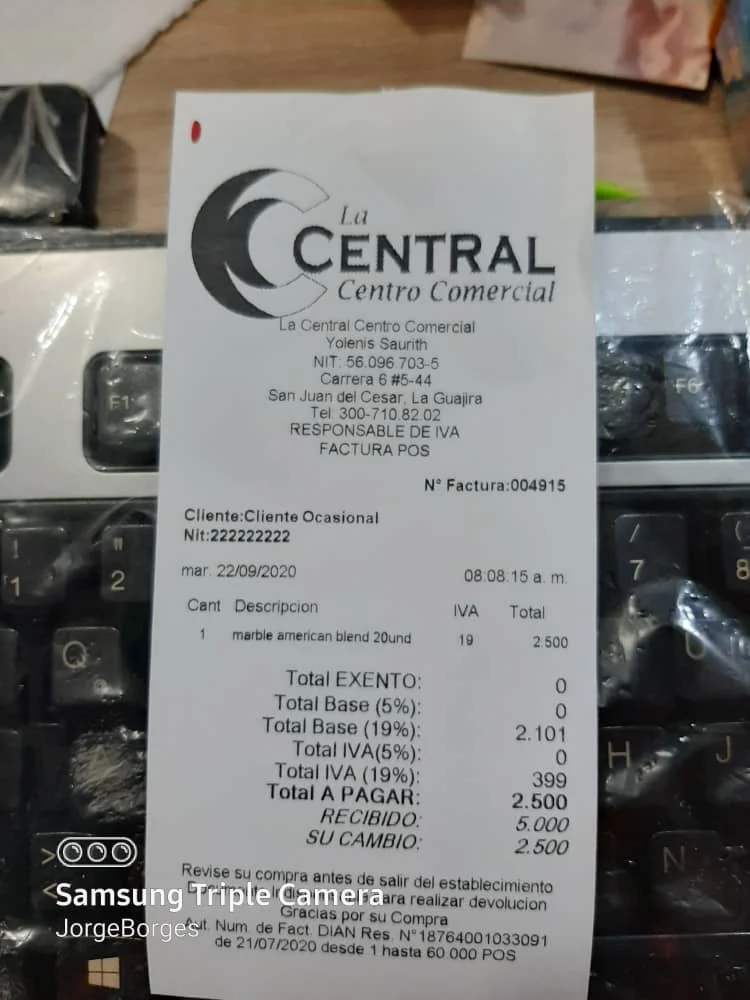 La
CENTRAL
Centro Comercial
La Central Centro Comercial
Yolenis Saurith
NIT: 56.096.703-5
Carrera 6 #5-44
San Juan del Cesar, La Guajira
Tel: 300-710.82.02
RESPONSABLE DE IVA
FACTURA POS
N° Factura:004915
Cliente:Cliente Ocasional
Nit:222222222
mar. 22/09/2020 08:08:15 a. m.
Cant Descripcion IVA Total
1 marble american blend 20und 19 2.500
Total EXENTO: 0
Total Base (5%): 0
Total Base (19%): 2.101
Total IVA(5%): 0
Total IVA (19%): 399
Total A PAGAR: 2.500
RECIBIDO: 5.000
SU CAMBIO: 2.500
Revise su compra antes de salir del establecimiento
para realizar devolucion
Gracias por su Compra
Aut. Num. de Fact. DIAN Res. N°18764001033091
de 21/07/2020 desde 1 hasta 60.000 POS
Samsung Triple Camera
JorgeBorges
F1
F6
! 1
" 2
/ 7
( 8
Q @
U
H
J
N
> <